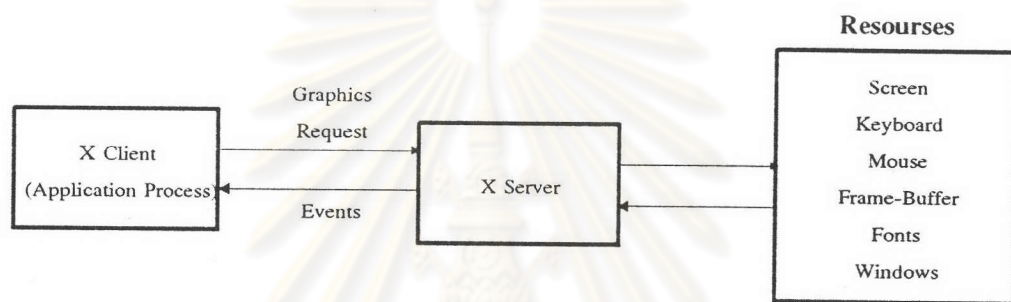 Resourses
Graphics
Request
X Client
(Application Process)
Events
X Server
Screen
Keyboard
Mouse
Frame-Buffer
Fonts
Windows